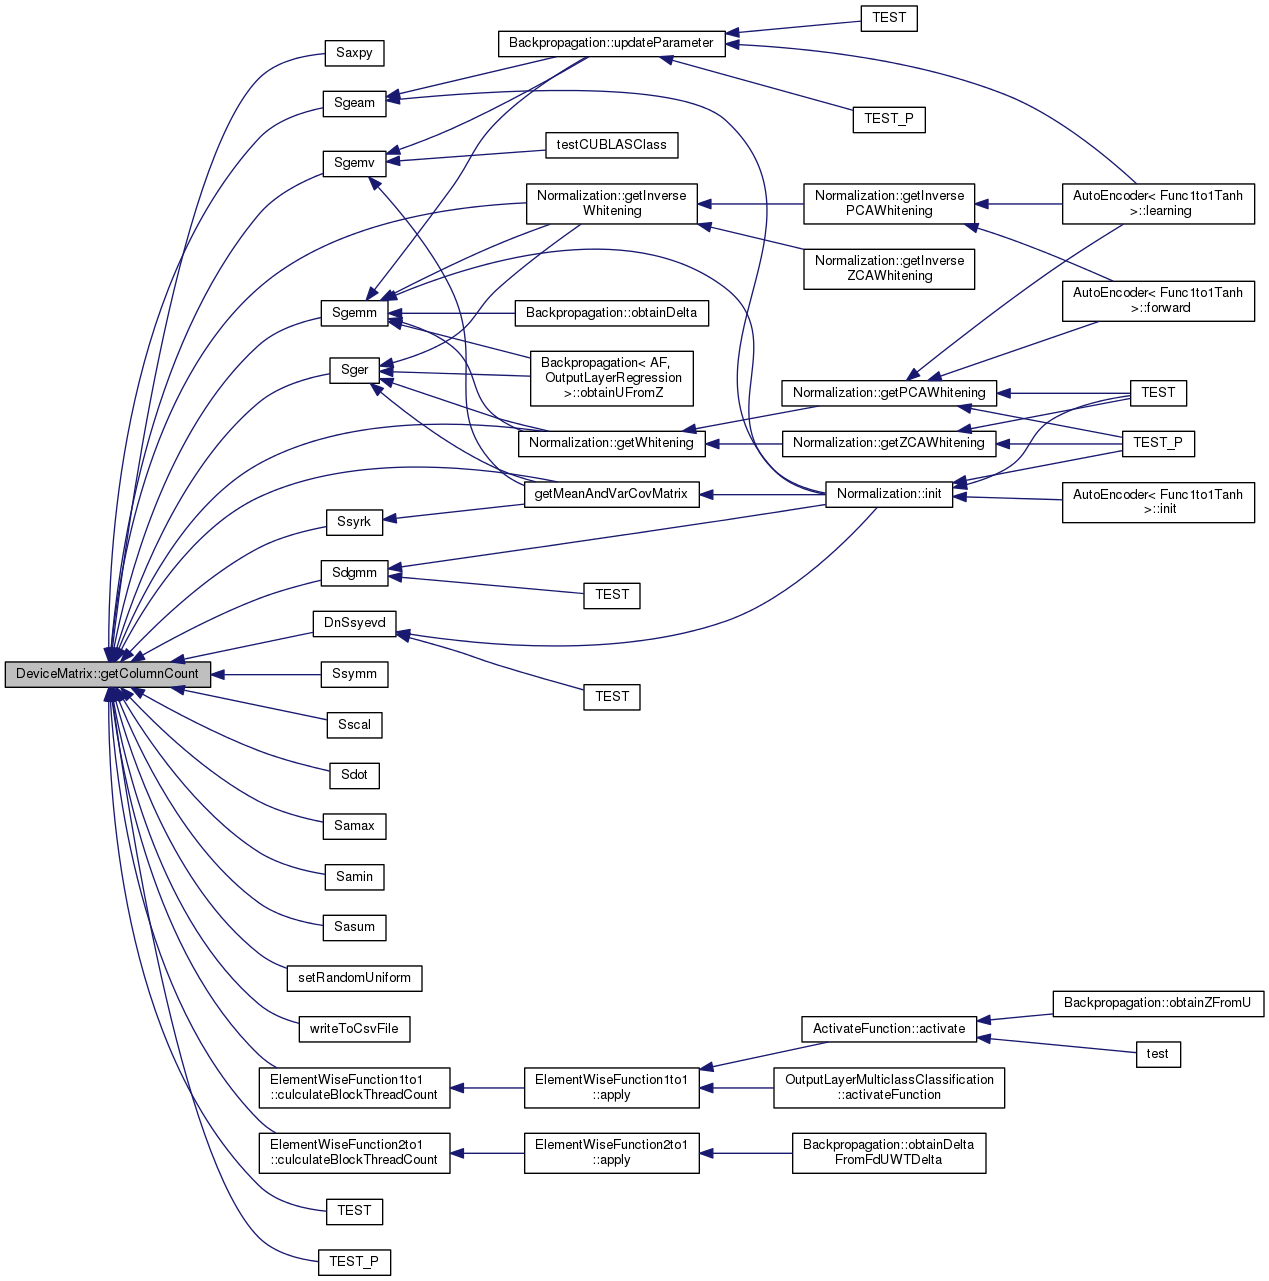 TEST
Backpropagation::updateParameter
Saxpy
Sgeam
TEST_P
testCUBLASClass
Sgemv
Normalization::getInverse
Whitening
Normalization::getInverse
PCAWhitening
AutoEncoder< Func1to1Tanh
>::learning
Normalization::getInverse
ZCAWhitening
AutoEncoder< Func1to1Tanh
>::forward
Sgemm
Backpropagation::obtainDelta
Backpropagation< AF,
OutputLayerRegression
>::obtainUFromZ
Sger
Normalization::getPCAWhitening
TEST
Normalization::getWhitening
Normalization::getZCAWhitening
TEST_P
getMeanAndVarCovMatrix
Normalization::init
AutoEncoder< Func1to1Tanh
>::init
Ssyrk
Sdgmm
TEST
DnSsyevd
DeviceMatrix::getColumnCount
Ssymm
TEST
Sscal
Sdot
Samax
Samin
Sasum
setRandomUniform
writeToCsvFile
ActivateFunction::activate
Backpropagation::obtainZFromU
test
ElementWiseFunction1to1
::culculateBlockThreadCount
ElementWiseFunction1to1
::apply
OutputLayerMulticlassClassification
::activateFunction
ElementWiseFunction2to1
::culculateBlockThreadCount
ElementWiseFunction2to1
::apply
Backpropagation::obtainDelta
FromFdUWTDelta
TEST
TEST_P